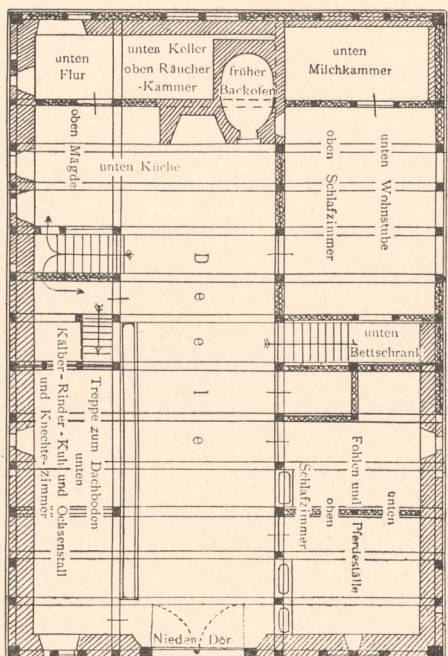 unten
Flur
unten Keller
oben Räucher
-Kammer
früher
Backofen
unten
Milchkammer
oben Mägde
unten Küche
unten Wohnstube
oben Schlafzimmer
Deele
unten
Bettschrank
Treppe zum Dachboden
unten
Kälber-Rinder-Kuh und Ochsenstall
und Knechte-Zimmer
unten
Fohlen und Pferdeställe
oben
Schlafzimmer
Nieden Dör